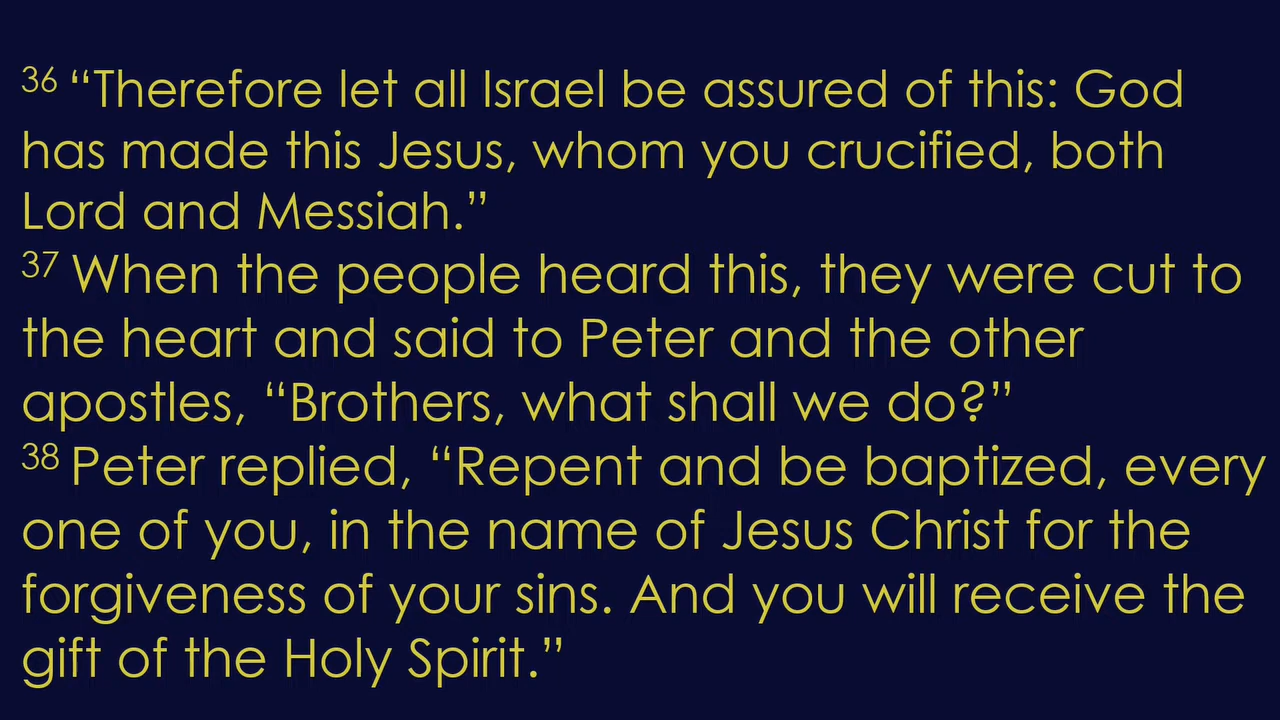 36 “Therefore let all Israel be assured of this: God
has made this Jesus, whom you crucified, both
Lord and Messiah.”
37 When the people heard this, they were cut to
the heart and said to Peter and the other
apostles, “Brothers, what shall we do?”
38 Peter replied, “Repent and be baptized, every
one of you, in the name of Jesus Christ for the
forgiveness of your sins. And you will receive the
gift of the Holy Spirit.”